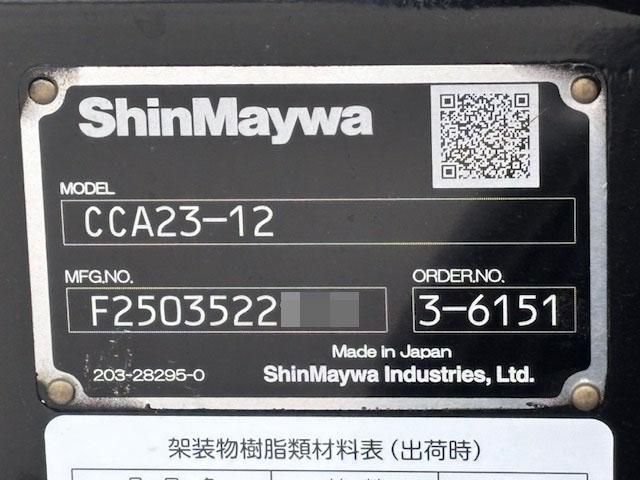 ShinMaywa
MODEL
CCA23-12
MFG.NO.
F2503522
ORDER.NO.
3-6151
Made in Japan
203-28295-0
ShinMaywa Industries, Ltd.
架装物樹脂類材料表(出荷時)